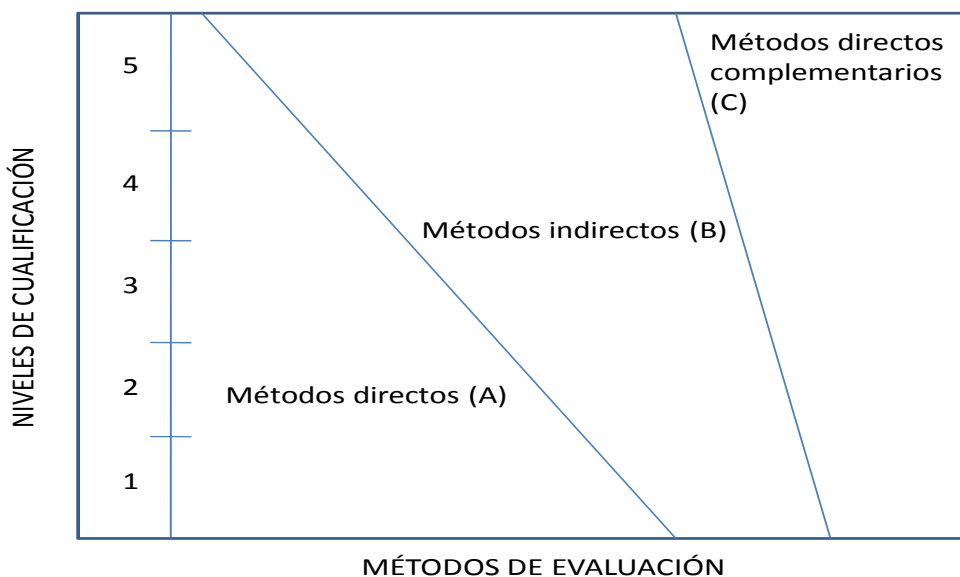 NIVELES DE CUALIFICACIÓN
5
4
3
2
1
Métodos directos (A)
Métodos indirectos (B)
Métodos directos
complementarios
(C)
MÉTODOS DE EVALUACIÓN